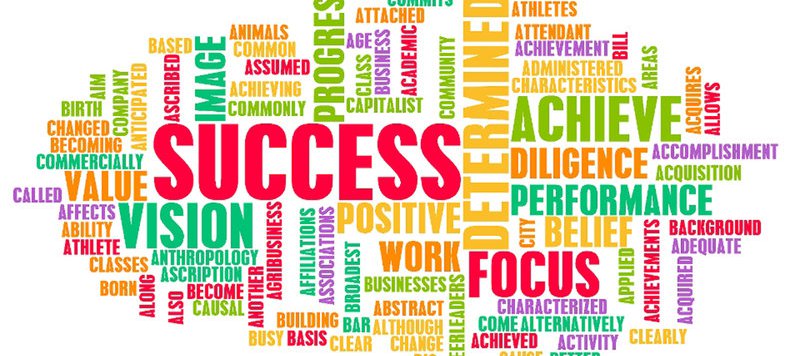 COMMITS
ATTACHED
ATHLETES
ANIMALS
BASED
COMMON
ASSUMED
IMAGE
ASCRIBED
ACHIEVING
COMMONLY
PROGRES
AGE
CLASS
BUSINESS
ACADEMIC
CAPITALIST
COMMUNITY
DETERMINED
ATTENDANT
ACHIEVEMENT
BILL
ADMINISTERED
CHARACTERISTICS
AREAS
ACQUIRES
ALLOWS
AIM
BIRTH
COMPANY
ANTICIPATED
CHANGED
BECOMING
COMMERCIALLY
SUCCESS
ACHIEVE
DILIGENCE
ACCOMPLISHMENT
ACQUISITION
CALLED
VALUE
PERFORMANCE
AFFECTS
VISION
POSITIVE
ABILITY
ATHLETE
CITY
BELIEF
BACKGROUND
ADEQUATE
ANTHROPOLOGY
ASCRIPTION
CLASSES
AGRIBUSINESS
AFFILIATIONS
ASSOCIATIONS
BROADEST
WORK
FOCUS
APPLIED
ACHIEVEMENTS
ACQUIRED
BORN
ALONG
ALSO
BECOME
CAUSAL
ANOTHER
BUSINESSES
CHARACTERIZED
ABSTRACT
BUILDING
BAR
ALTHOUGH
COME
ALTERNATIVELY
BUSY
BASIS
CLEAR
CHANGE
EERLEADERS
ACHIEVED
ACTIVITY
CLEARLY